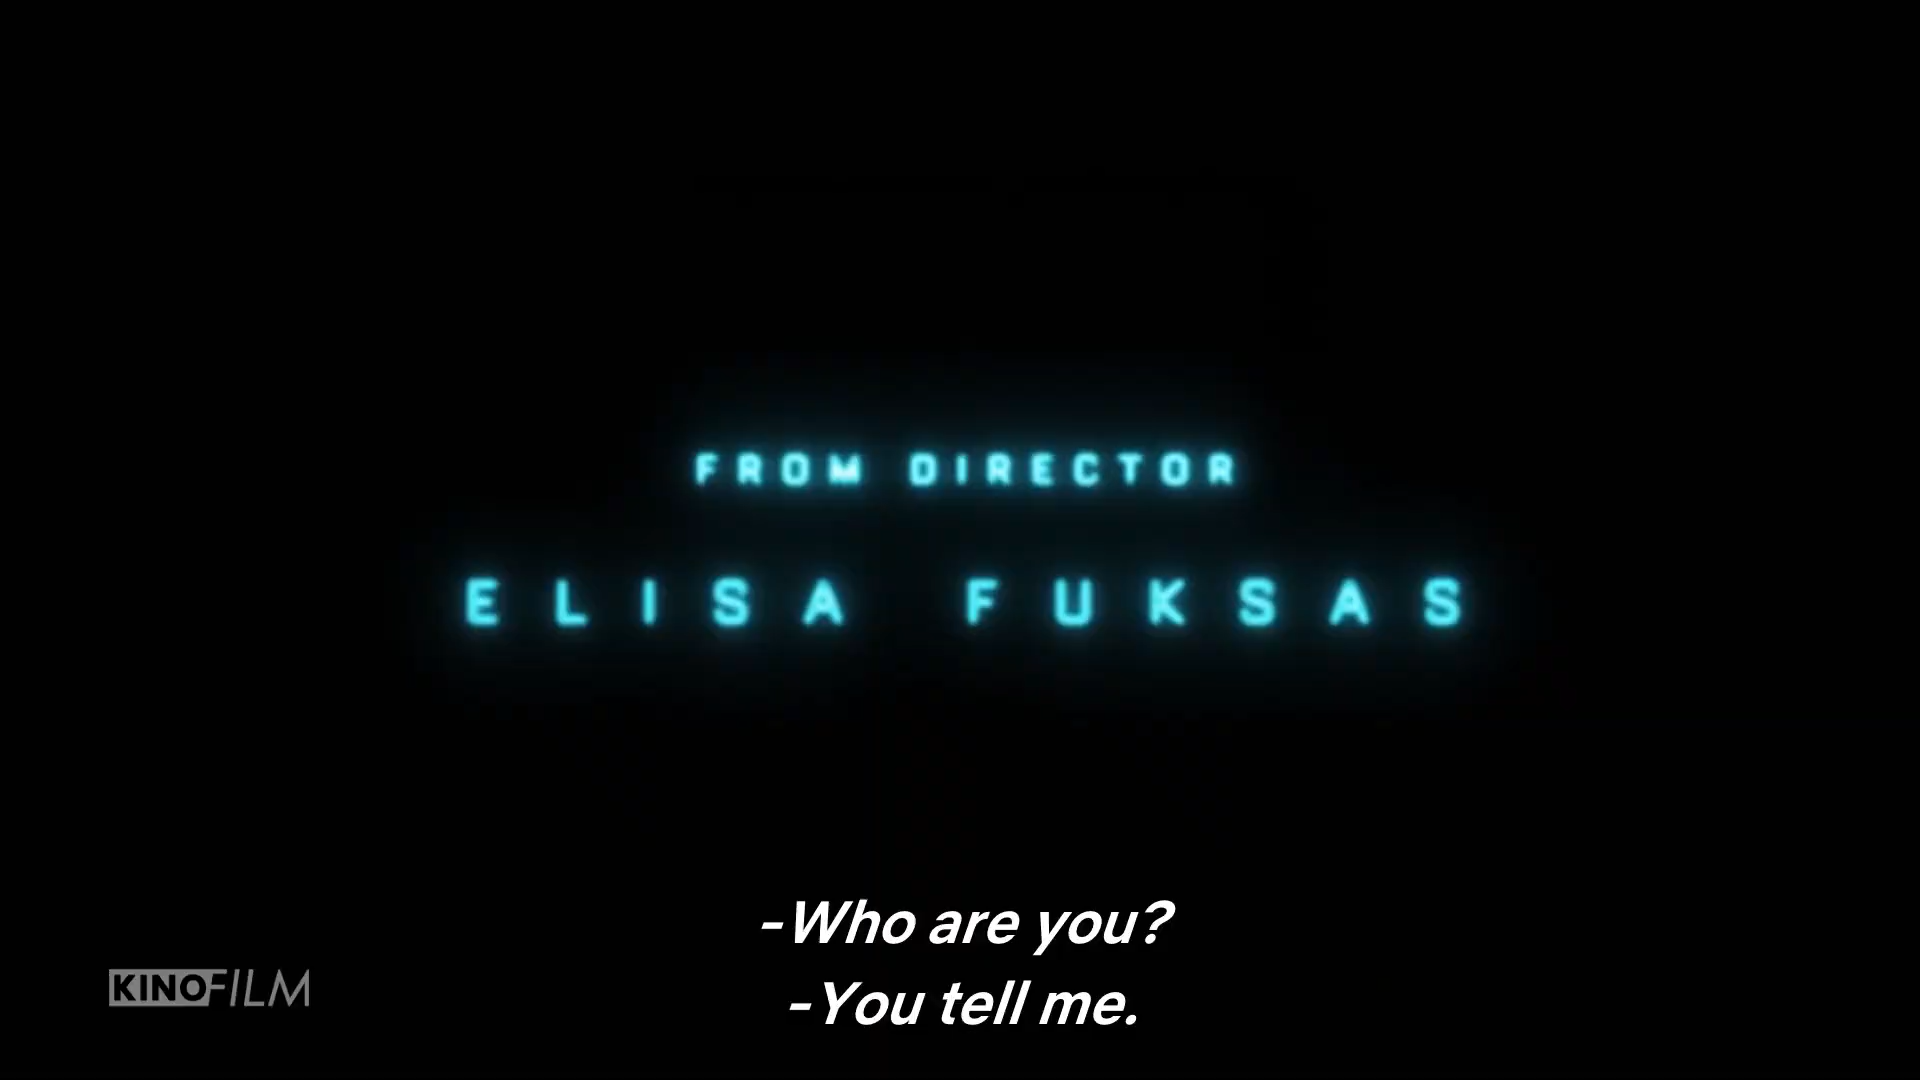 FROM DIRECTOR
ELISA FUKSAS
-Who are you?
-You tell me.
KINOFILM